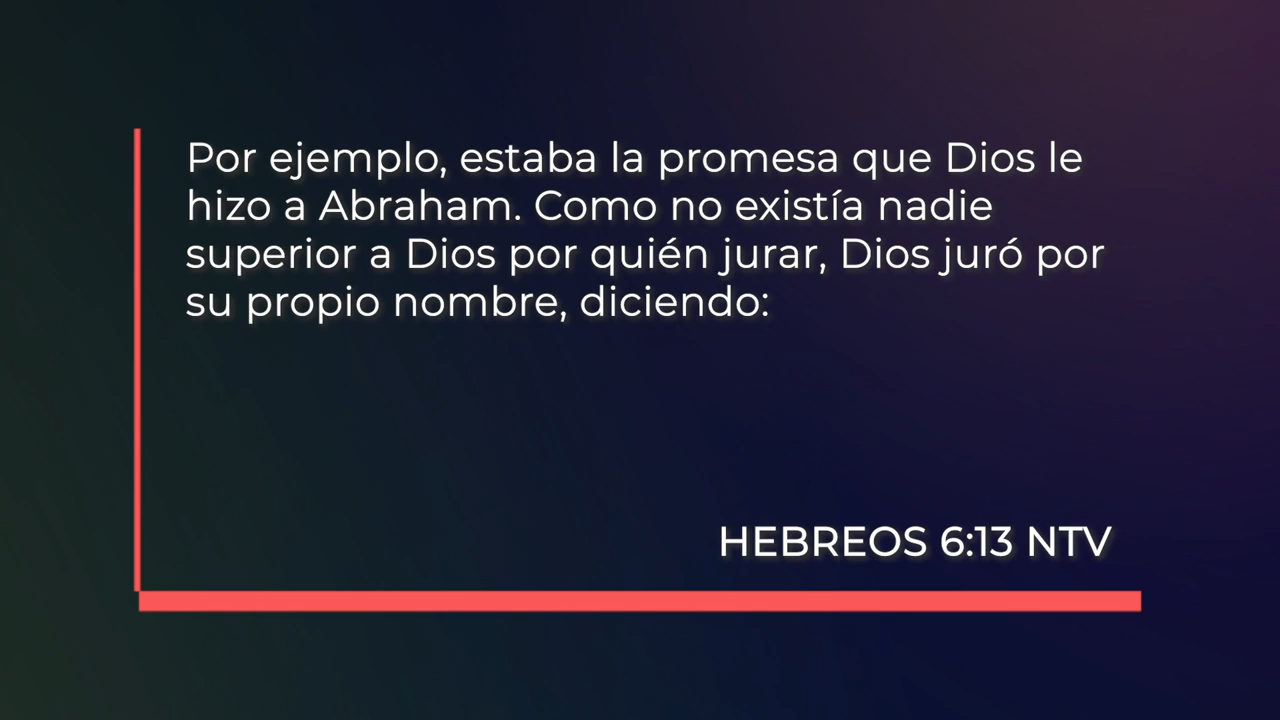 Por ejemplo, estaba la promesa que Dios le
hizo a Abraham. Como no existía nadie
superior a Dios por quién jurar, Dios juró por
su propio nombre, diciendo:
HEBREOS 6:13 NTV